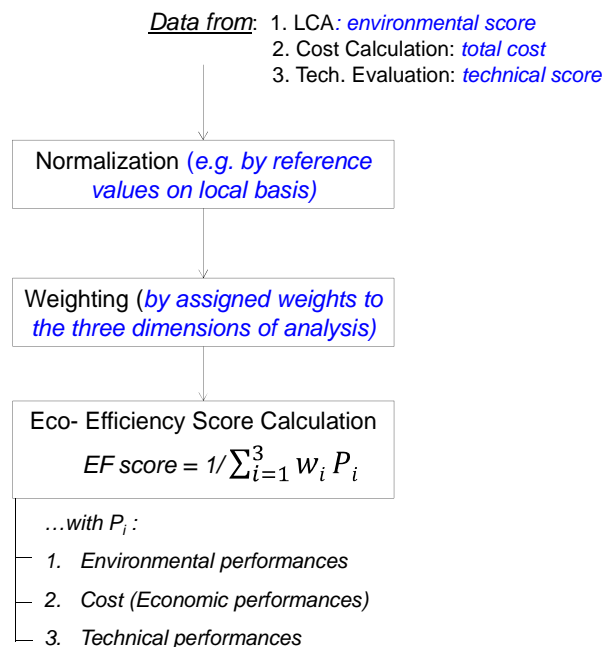 Data from: 1. LCA: environmental score
2. Cost Calculation: total cost
3. Tech. Evaluation: technical score
Normalization (e.g. by reference
values on local basis)
Weighting (by assigned weights to
the three dimensions of analysis)
Eco- Efficiency Score Calculation
EF score = 1/∑³ᵢ₌₁ wᵢ Pᵢ
…with Pᵢ :
1. Environmental performances
2. Cost (Economic performances)
3. Technical performances